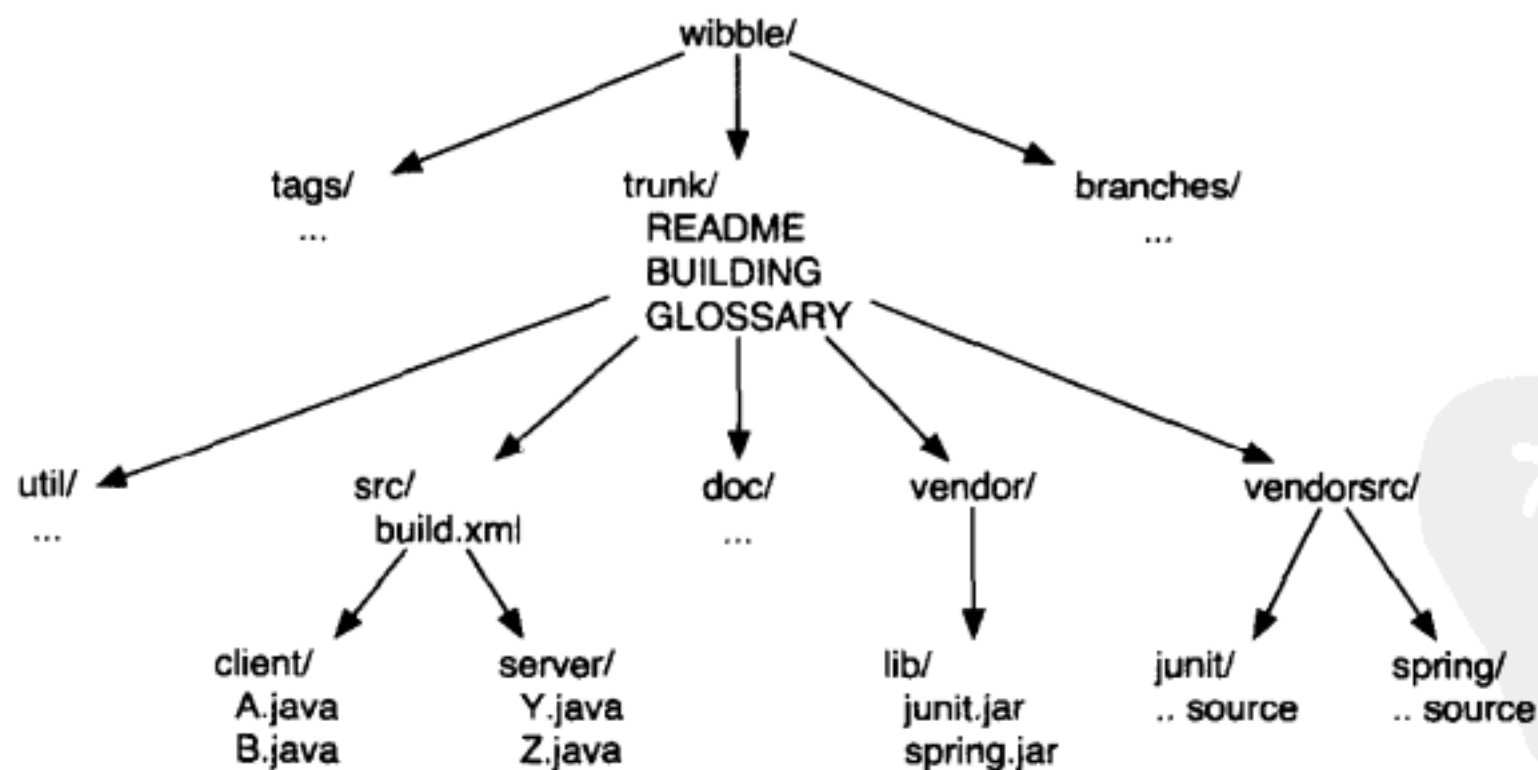 wibble/
tags/
...
trunk/
README
BUILDING
GLOSSARY
branches/
...
util/
...
src/
build.xml
doc/
...
vendor/
vendorsrc/
client/
A.java
B.java
server/
Y.java
Z.java
lib/
junit.jar
spring.jar
junit/
.. source
spring/
.. source